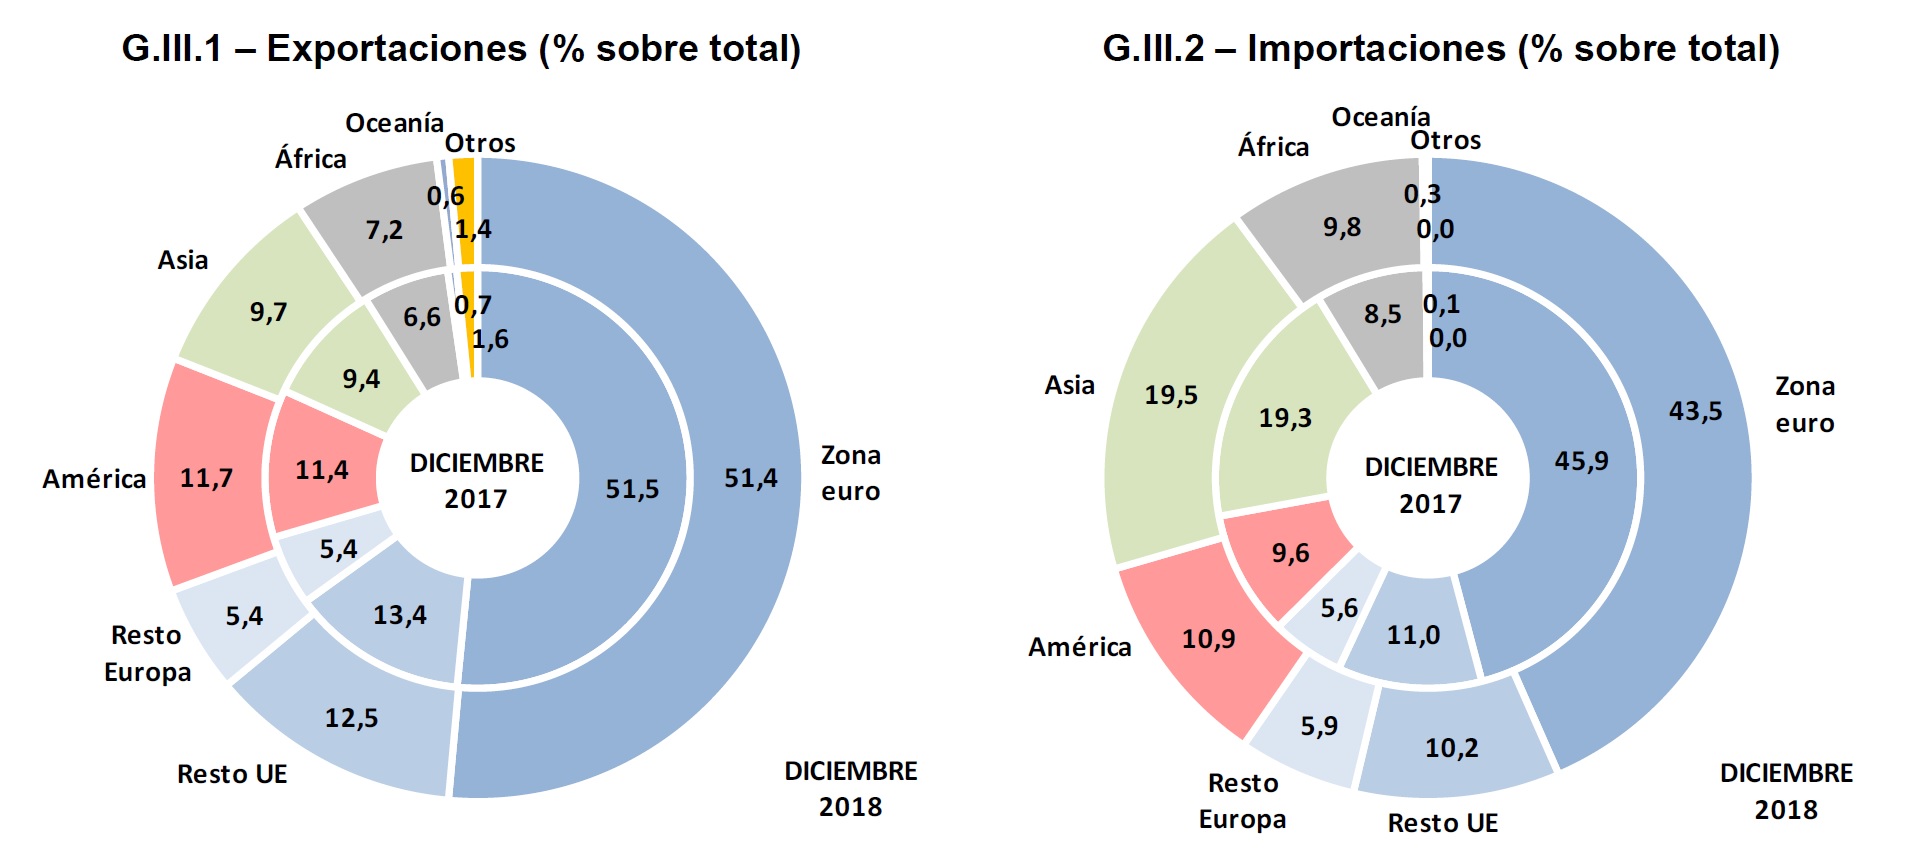 G.III.1 – Exportaciones (% sobre total)
Oceanía
Otros
África
0,6
7,2
1,4
Asia
9,7
0,7
6,6
1,6
9,4
Zona
euro
DICIEMBRE
2017
América
11,7
11,4
51,5
51,4
5,4
5,4
13,4
Resto
Europa
12,5
Resto UE
DICIEMBRE
2018
G.III.2 – Importaciones (% sobre total)
Oceanía
Otros
África
0,3
9,8
0,0
0,1
8,5
0,0
Asia
19,5
19,3
Zona
euro
43,5
45,9
DICIEMBRE
2017
9,6
5,6
11,0
América
10,9
5,9
10,2
Resto
Europa
Resto UE
DICIEMBRE
2018